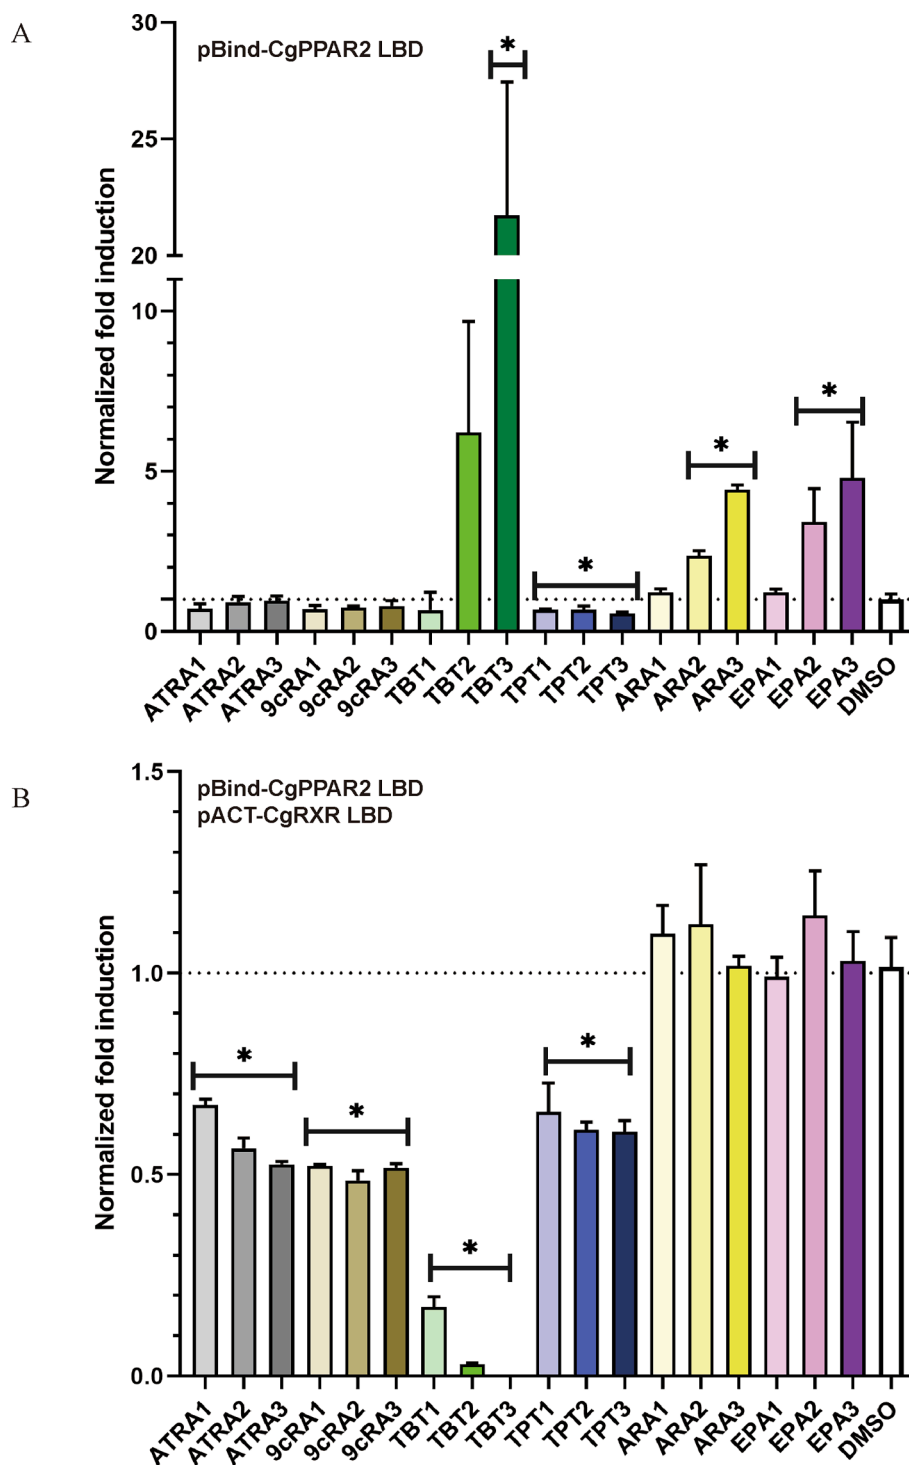 A
pBind-CgPPAR2 LBD
Normalized fold induction
30
25
20
10
5
0
*
*
*
*
ATRA1
ATRA2
ATRA3
9cRA1
9cRA2
9cRA3
TBT1
TBT2
TBT3
TPT1
TPT2
TPT3
ARA1
ARA2
ARA3
EPA1
EPA2
EPA3
DMSO
B
pBind-CgPPAR2 LBD
pACT-CgRXR LBD
Normalized fold induction
1.5
1.0
0.5
0.0
*
*
*
*
ATRA1
ATRA2
ATRA3
9cRA1
9cRA2
9cRA3
TBT1
TBT2
TBT3
TPT1
TPT2
TPT3
ARA1
ARA2
ARA3
EPA1
EPA2
EPA3
DMSO